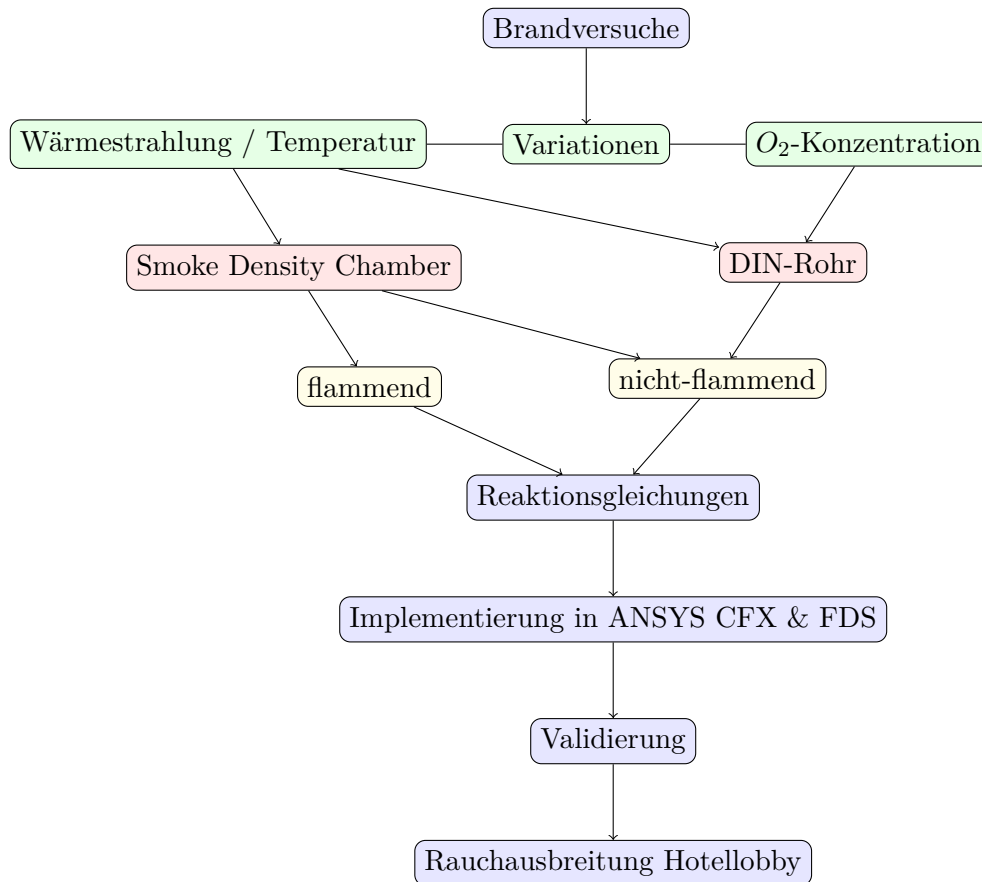 Brandversuche
Wärmestrahlung / Temperatur
Variationen
O₂-Konzentration
Smoke Density Chamber
DIN-Rohr
flammend
nicht-flammend
Reaktionsgleichungen
Implementierung in ANSYS CFX & FDS
Validierung
Rauchausbreitung Hotellobby